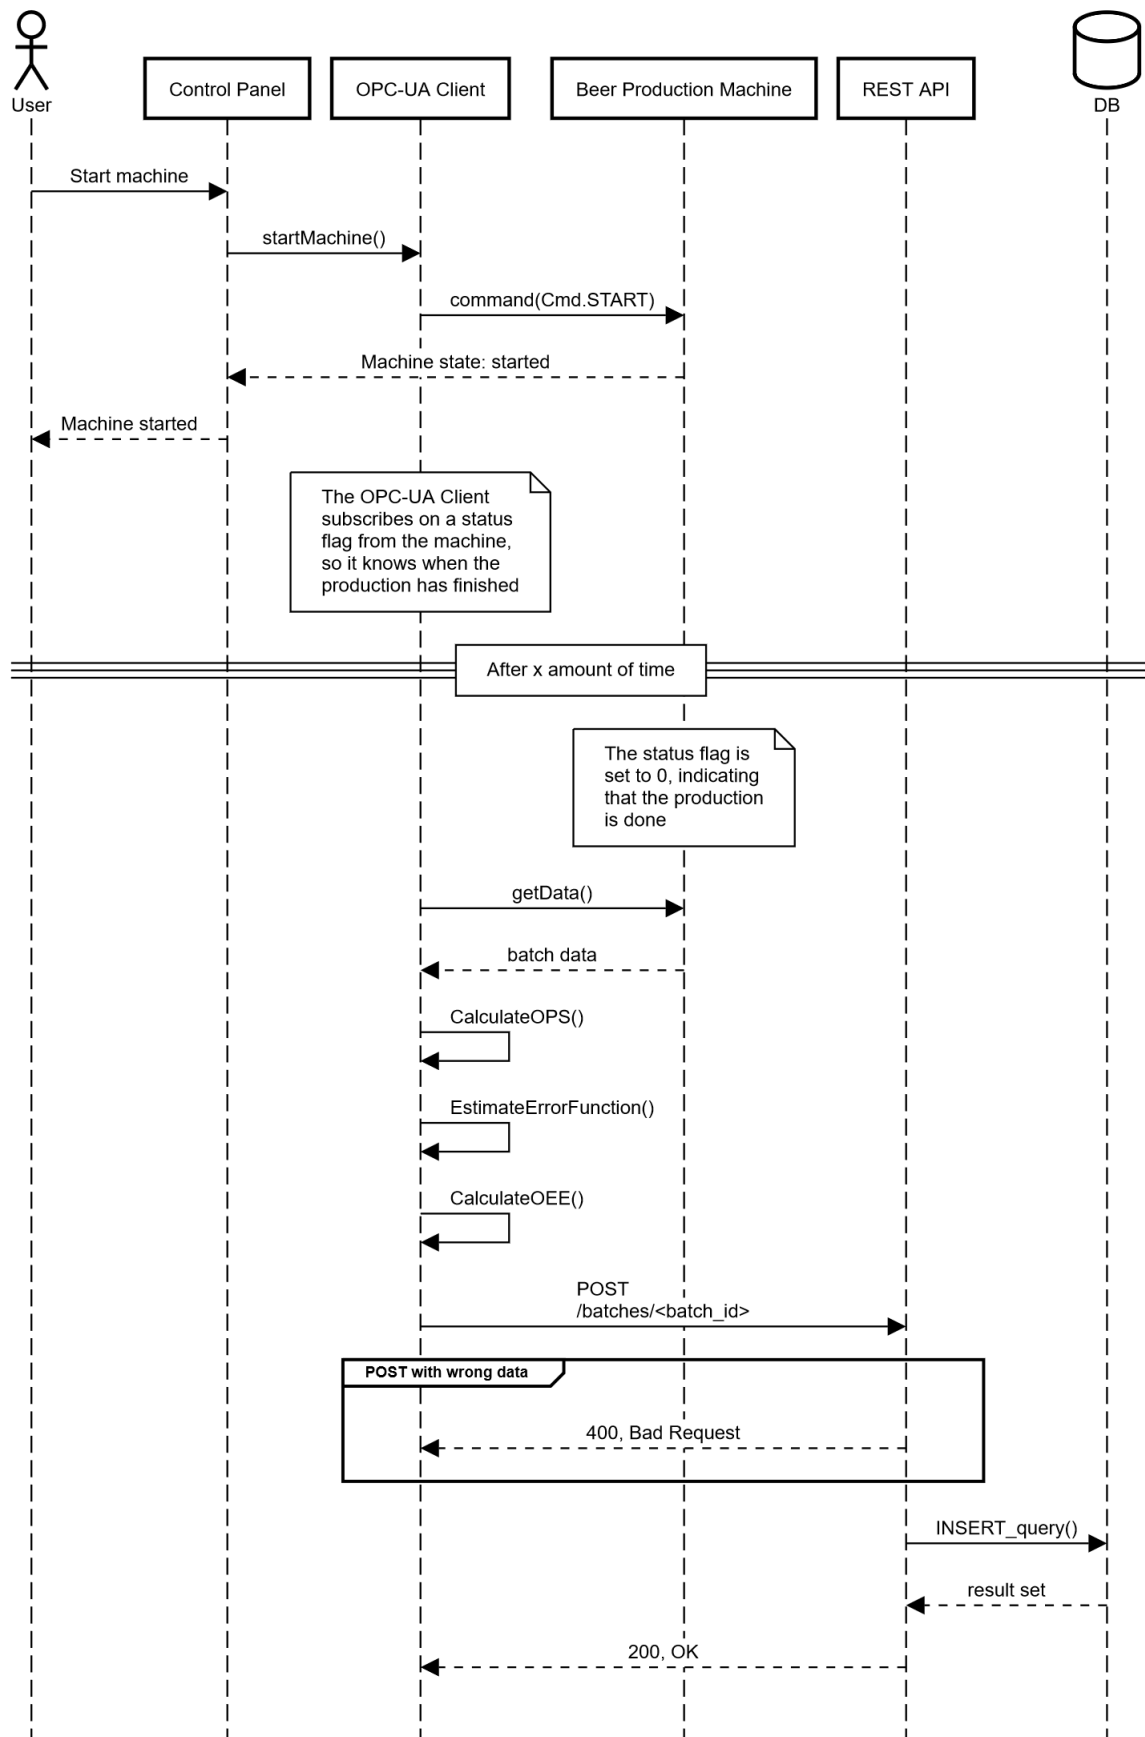 User
Control Panel
OPC-UA Client
Beer Production Machine
REST API
DB
Start machine
startMachine()
command(Cmd.START)
Machine state: started
Machine started
The OPC-UA Client
subscribes on a status
flag from the machine,
so it knows when the
production has finished
After x amount of time
The status flag is
set to 0, indicating
that the production
is done
getData()
batch data
CalculateOPS()
EstimateErrorFunction()
CalculateOEE()
POST
/batches/<batch_id>
POST with wrong data
400, Bad Request
INSERT_query()
result set
200, OK